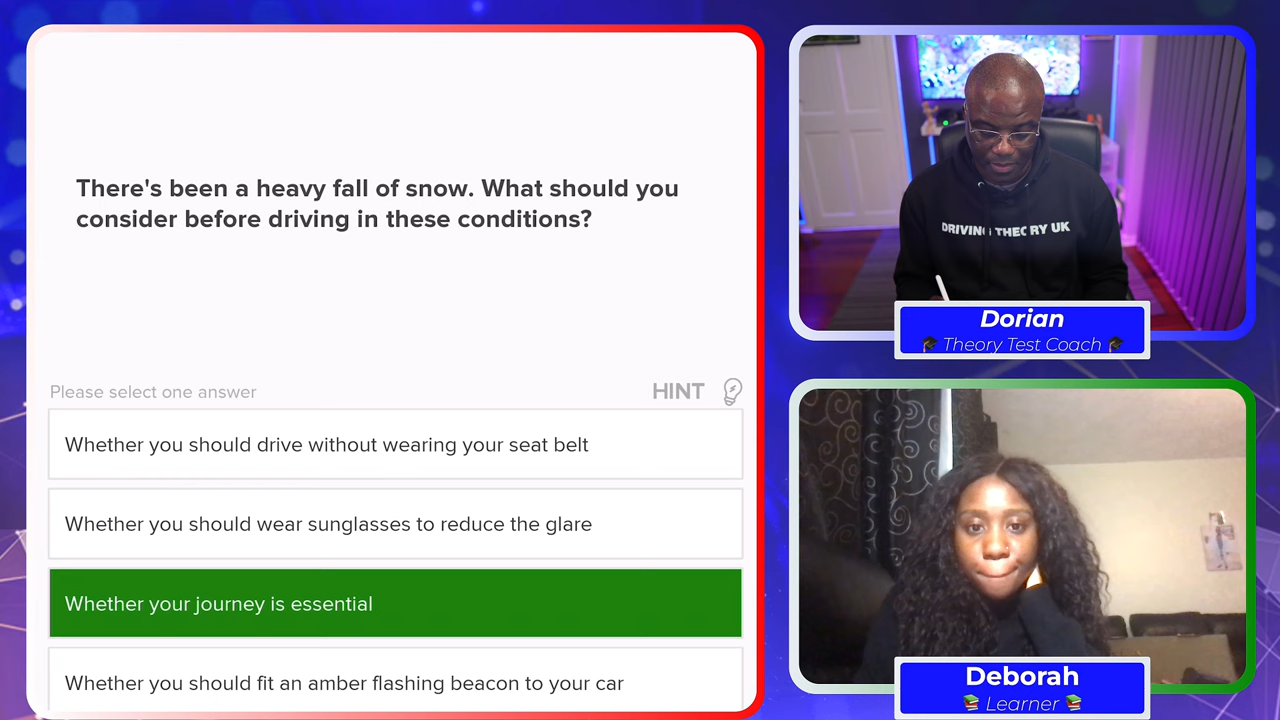 There's been a heavy fall of snow. What should you
consider before driving in these conditions?
Please select one answer
HINT
Whether you should drive without wearing your seat belt
Whether you should wear sunglasses to reduce the glare
Whether your journey is essential
Whether you should fit an amber flashing beacon to your car
DRIVING THEORY UK
Dorian
Theory Test Coach
Deborah
Learner